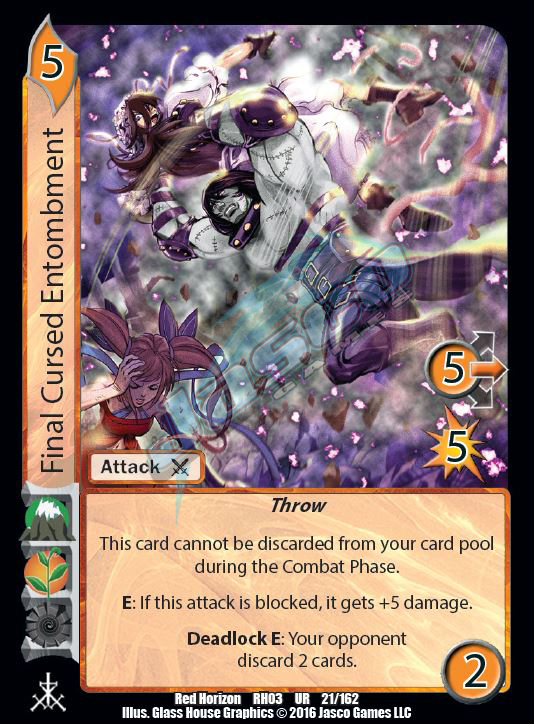 5
Final Cursed Entombment
5
5
Attack
Throw
This card cannot be discarded from your card pool
during the Combat Phase.
E: If this attack is blocked, it gets +5 damage.
Deadlock E: Your opponent
discard 2 cards.
2
Red Horizon RH03 UR 21/162
Illus. Glass House Graphics © 2016 Jasco Games LLC